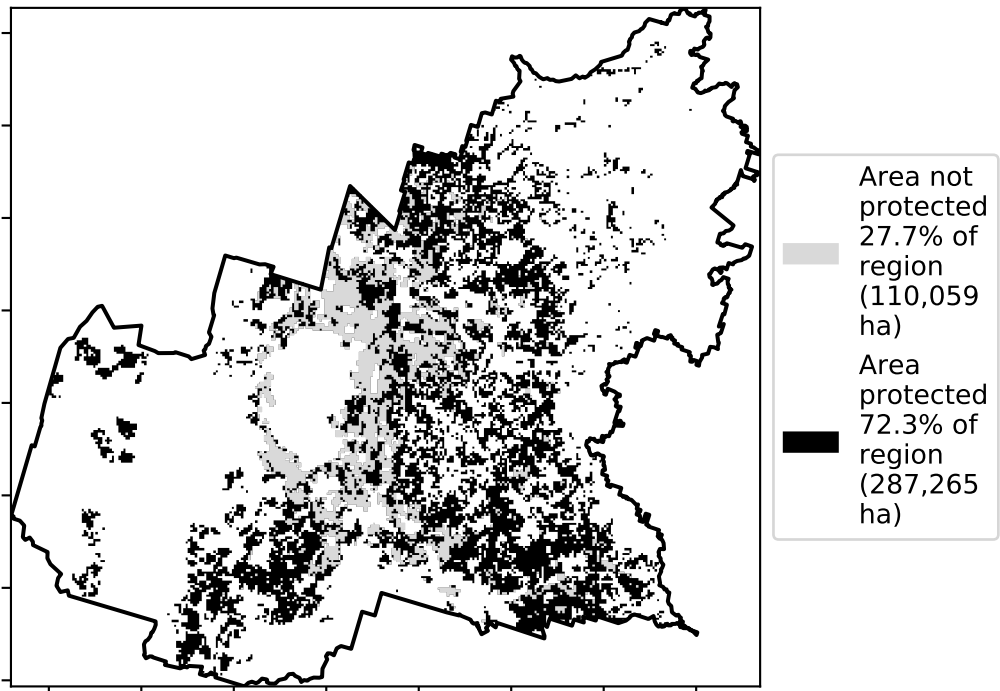 Area not
protected
27.7% of
region
(110,059
ha)
Area
protected
72.3% of
region
(287,265
ha)